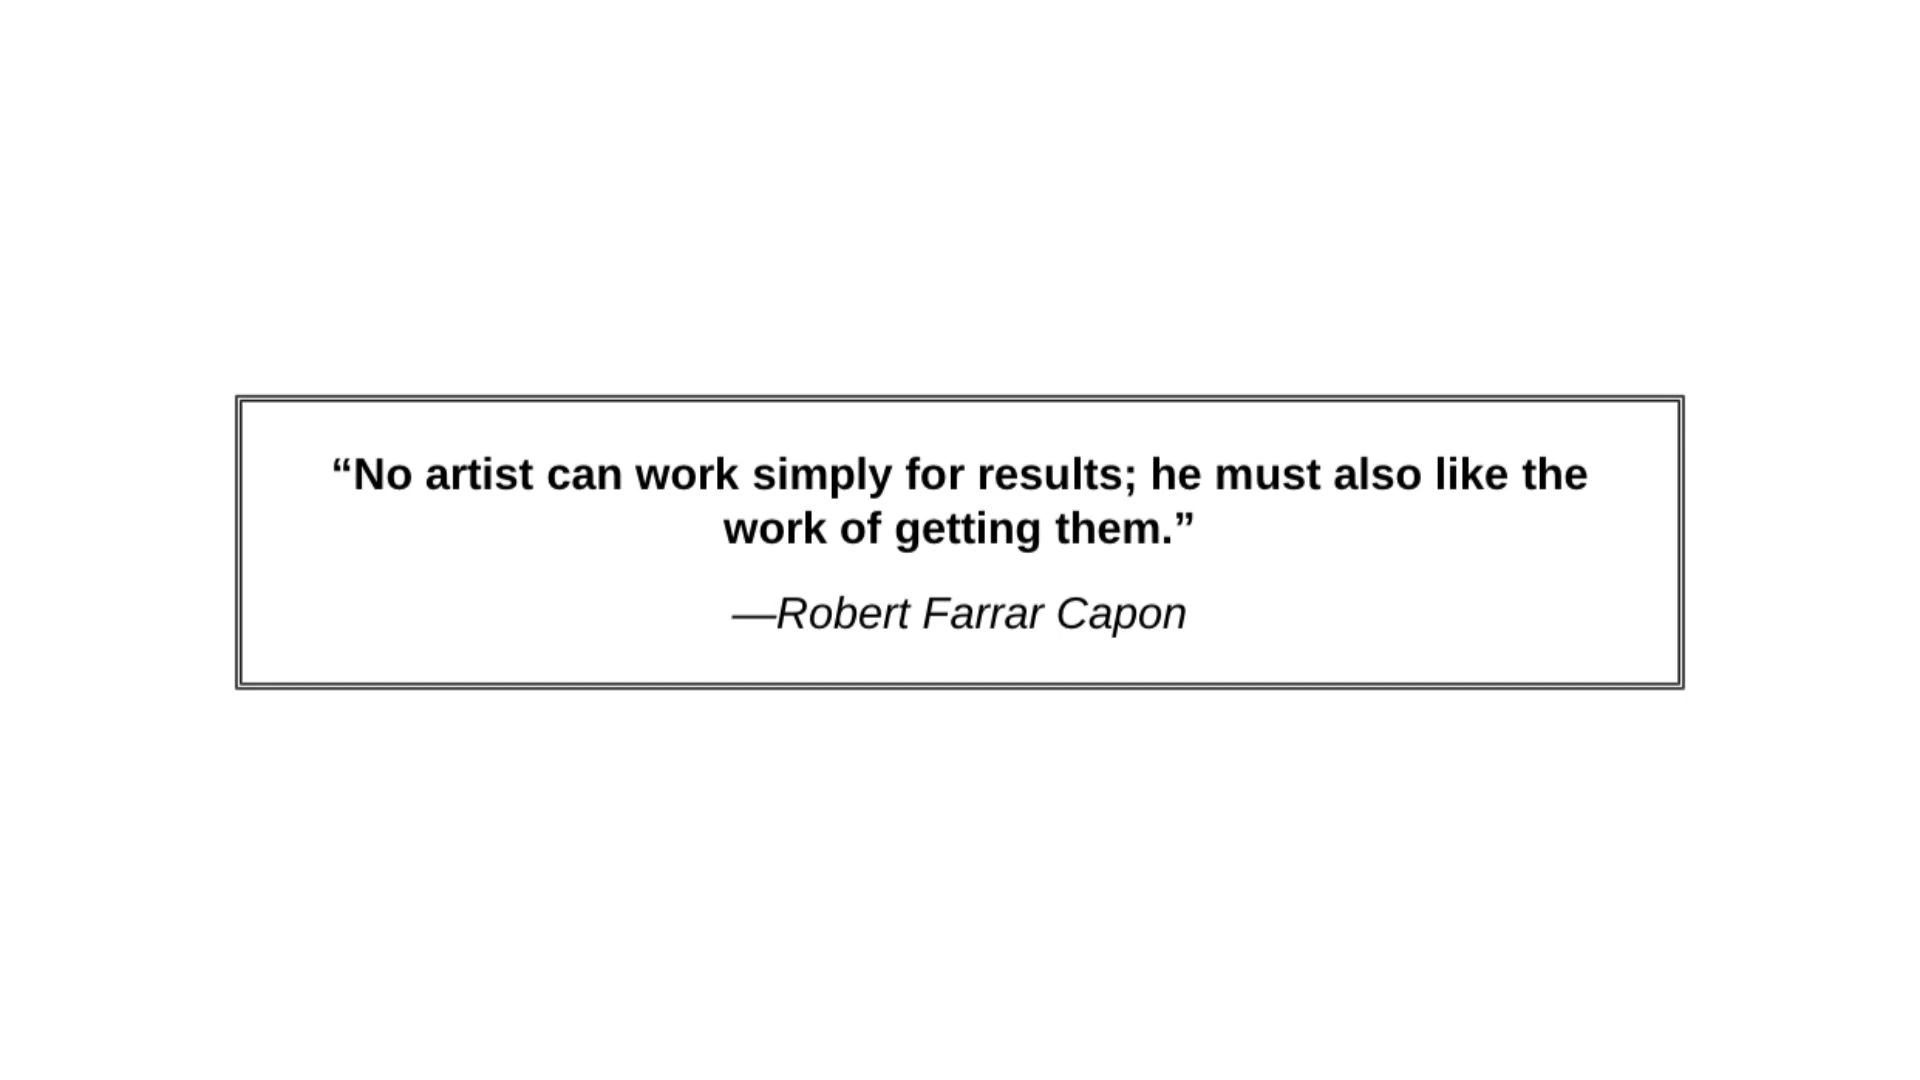 “No artist can work simply for results; he must also like the
work of getting them.”
—Robert Farrar Capon